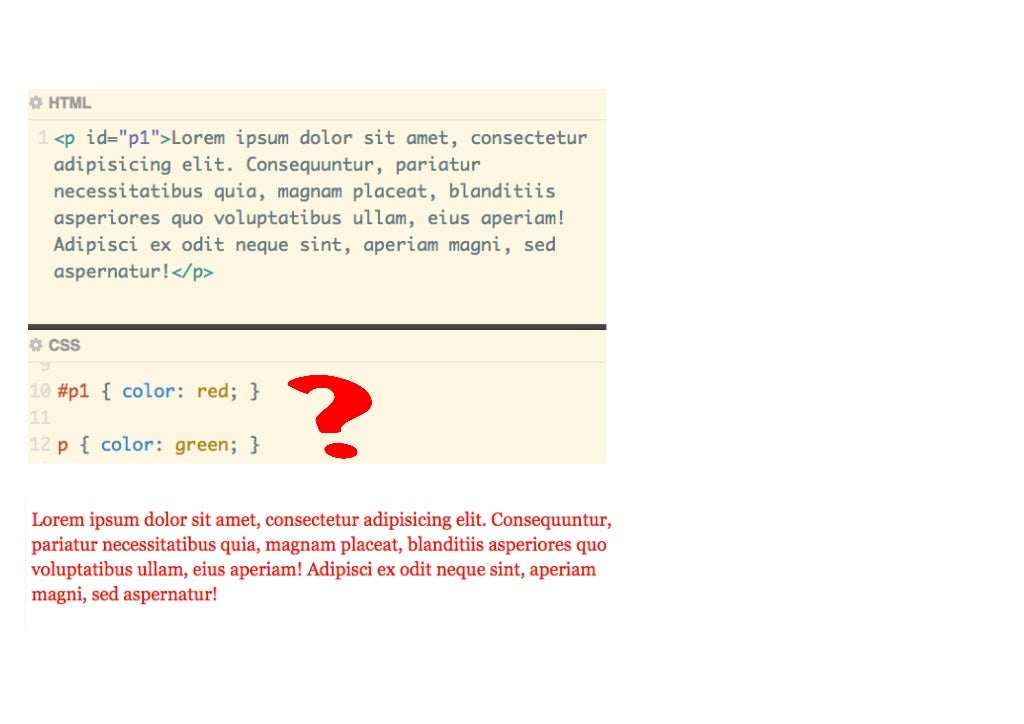 HTML
1 <p id="p1">Lorem ipsum dolor sit amet, consectetur
adipisicing elit. Consequuntur, pariatur
necessitatibus quia, magnam placeat, blanditiis
asperiores quo voluptatibus ullam, eius aperiam!
Adipisci ex odit neque sint, aperiam magni, sed
aspernatur!</p>
CSS
9
10 #p1 { color: red; }
11
12 p { color: green; }
?
Lorem ipsum dolor sit amet, consectetur adipisicing elit. Consequuntur,
pariatur necessitatibus quia, magnam placeat, blanditiis asperiores quo
voluptatibus ullam, eius aperiam! Adipisci ex odit neque sint, aperiam
magni, sed aspernatur!